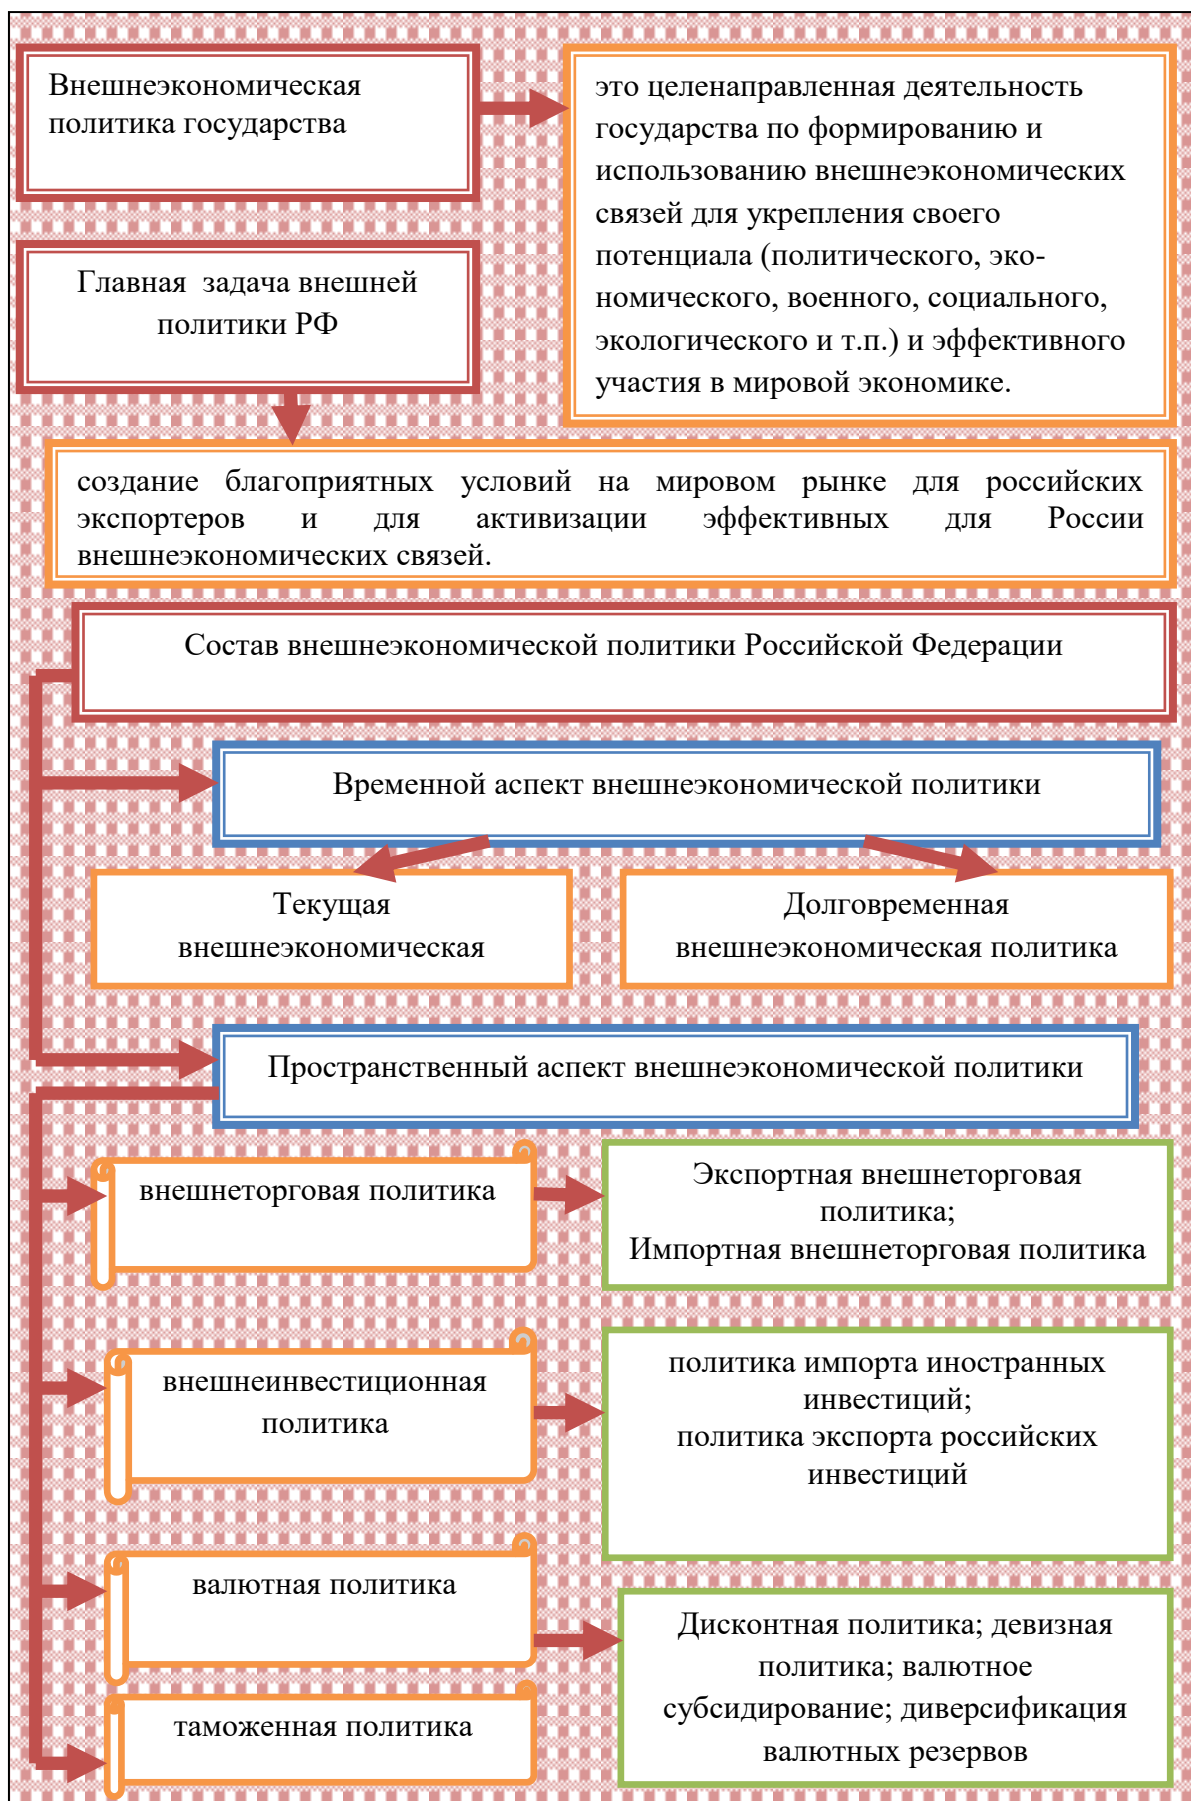 Внешнеэкономическая
политика государства
это целенаправленная деятельность
государства по формированию и
использованию внешнеэкономических
связей для укрепления своего
потенциала (политического, эко-
номического, военного, социального,
экологического и т.п.) и эффективного
участия в мировой экономике.
Главная задача внешней
политики РФ
создание благоприятных условий на мировом рынке для российских
экспортеров и для активизации эффективных для России
внешнеэкономических связей.
Состав внешнеэкономической политики Российской Федерации
Временной аспект внешнеэкономической политики
Текущая
внешнеэкономическая
Долговременная
внешнеэкономическая политика
Пространственный аспект внешнеэкономической политики
внешнеторговая политика
Экспортная внешнеторговая
политика;
Импортная внешнеторговая политика
внешнеинвестиционная
политика
политика импорта иностранных
инвестиций;
политика экспорта российских
инвестиций
валютная политика
Дисконтная политика; девизная
политика; валютное
субсидирование; диверсификация
валютных резервов
таможенная политика